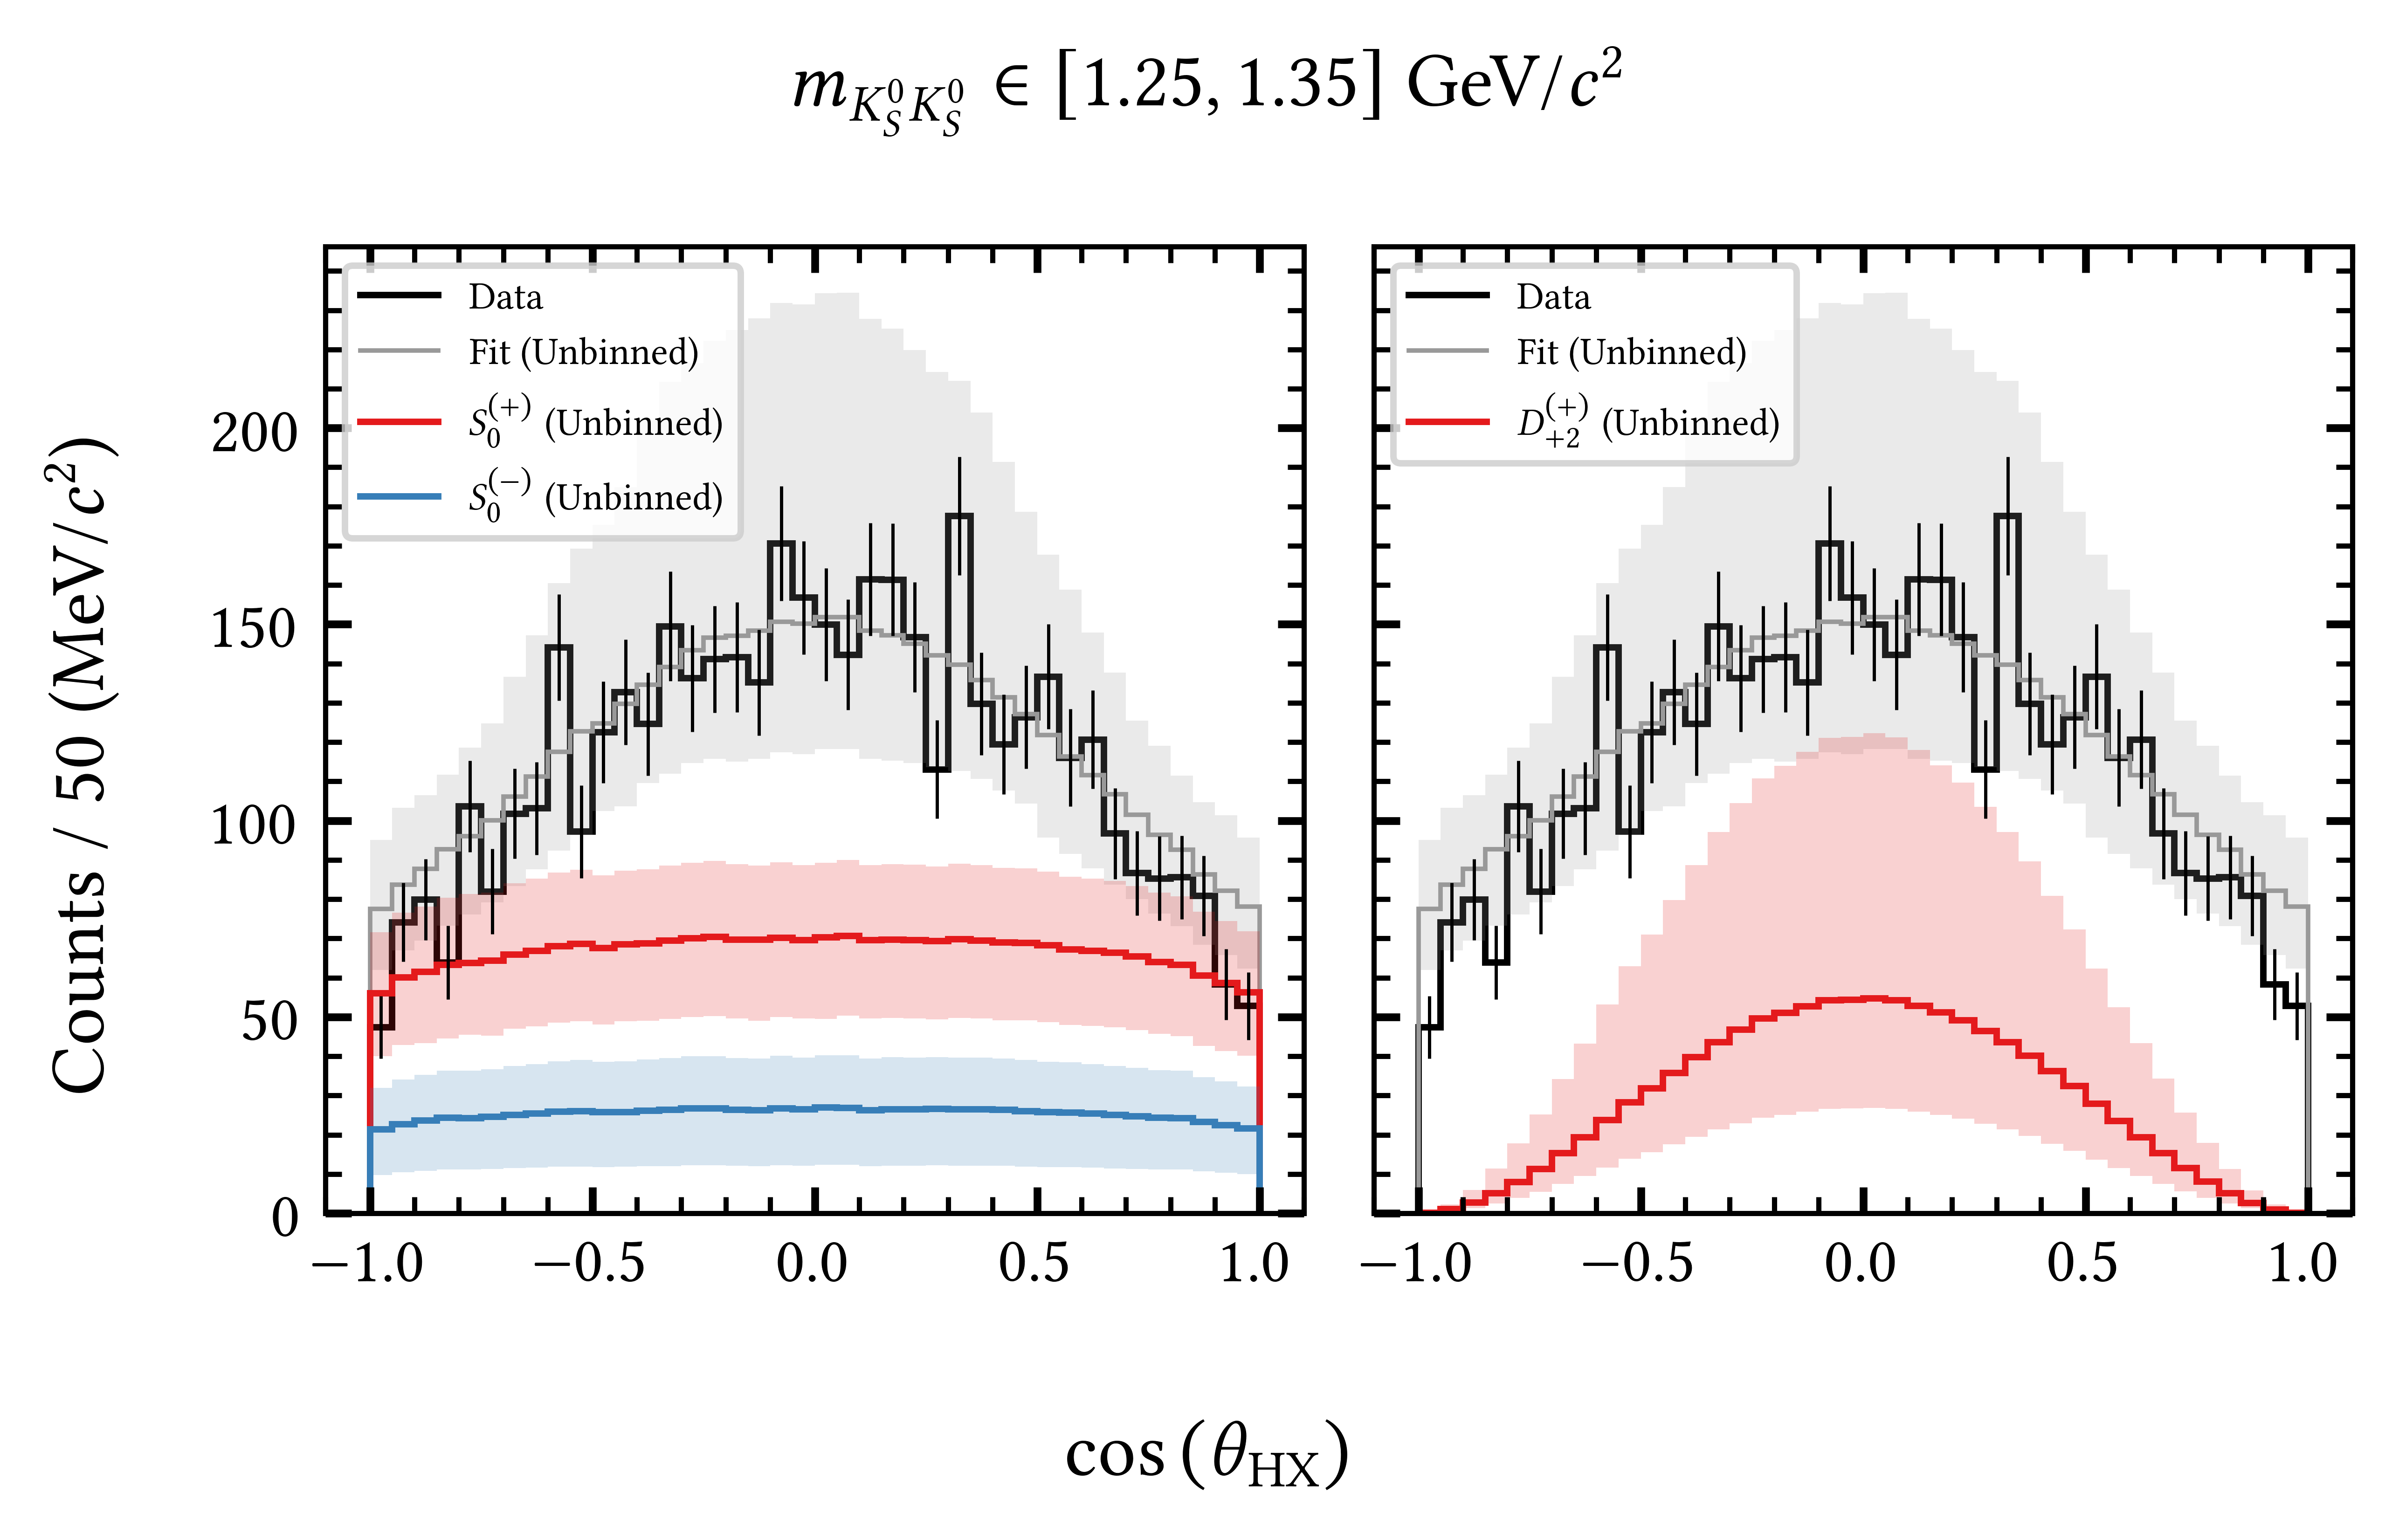 m_{K_S^0 K_S^0} ∈ [1.25, 1.35] GeV/c²
Counts / 50 (MeV/c²)
200
150
100
50
0
Data
Fit (Unbinned)
S_0^{(+)} (Unbinned)
S_0^{(−)} (Unbinned)
−1.0 −0.5 0.0 0.5 1.0
Data
Fit (Unbinned)
D_{+2}^{(+)} (Unbinned)
−1.0 −0.5 0.0 0.5 1.0
cos (θ_{HX})